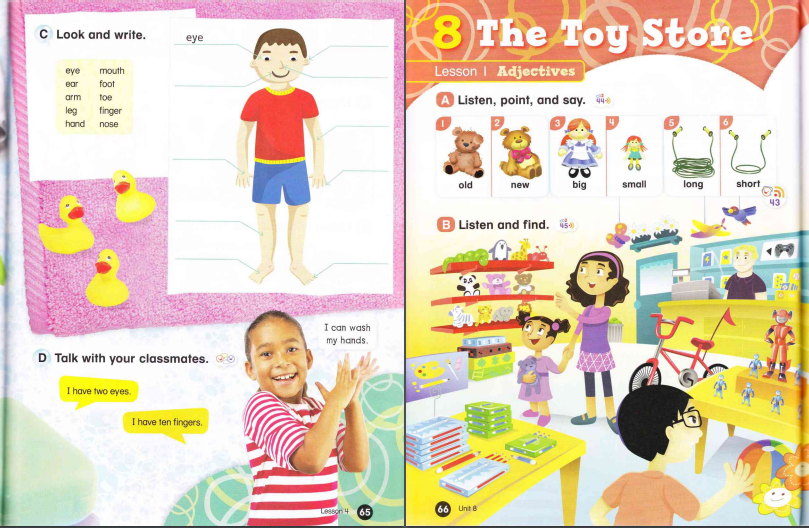 C Look and write.
eye mouth
ear foot
arm toe
leg finger
hand nose
eye
D Talk with your classmates.
I have two eyes.
I have ten fingers.
I can wash
my hands.
Lesson 4 65
8 The Toy Store
Lesson 1 Adjectives
A Listen, point, and say. 44
1 2 3 4 5 6
old new big small long short
43
B Listen and find. 45
66 Unit 8